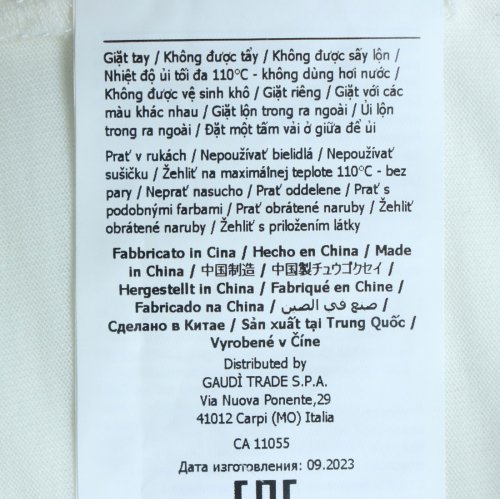 Giặt tay / Không được tẩy / Không được sấy lộn /
Nhiệt độ ủi tối đa 110°C - không dùng hơi nước /
Không được vệ sinh khô / Giặt riêng / Giặt với các
màu khác nhau / Giặt lộn trong ra ngoài / Ủi lộn
trong ra ngoài / Đặt một tấm vải ở giữa để ủi
Prať v rukách / Nepoužívať bielidlá / Nepoužívať
sušičku / Žehliť na maximálnej teplote 110°C - bez
pary / Neprať nasucho / Prať oddelene / Prať s
podobnými farbami / Prať obrátené naruby / Žehliť
obrátené naruby / Žehliť s priložením látky
Fabbricato in Cina / Hecho en China / Made
in China / 中国制造 / 中国製チュウゴクセイ /
Hergestellt in China / Fabriqué en Chine /
Fabricado na China / صنع في الصين /
Сделано в Китае / Sản xuất tại Trung Quốc /
Vyrobené v Číne
Distributed by
GAUDÌ TRADE S.P.A.
Via Nuova Ponente,29
41012 Carpi (MO) Italia
CA 11055
Дата изготовления: 09.2023